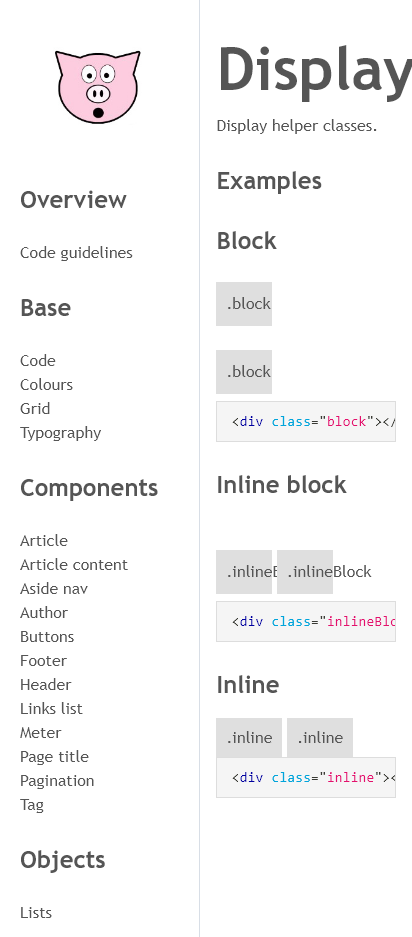 Overview
Code guidelines
Base
Code
Colours
Grid
Typography
Components
Article
Article content
Aside nav
Author
Buttons
Footer
Header
Links list
Meter
Page title
Pagination
Tag
Objects
Lists
Display
Display helper classes.
Examples
Block
.block
.block
<div class="block"></
Inline block
.inlineB .inlineBlock
<div class="inlineBlo
Inline
.inline .inline
<div class="inline"><